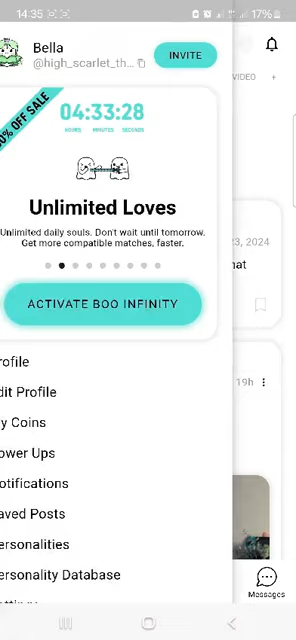 14:35
17%
Bella
@high_scarlet_th...
INVITE
VIDEO
0% OFF SALE
04:33:28
HOURS MINUTES SECONDS
Unlimited Loves
Unlimited daily souls. Don't wait until tomorrow.
Get more compatible matches, faster.
23, 2024
hat
ACTIVATE BOO INFINITY
rofile
19h
dit Profile
y Coins
ower Ups
otifications
aved Posts
ersonalities
ersonality Database
Messages